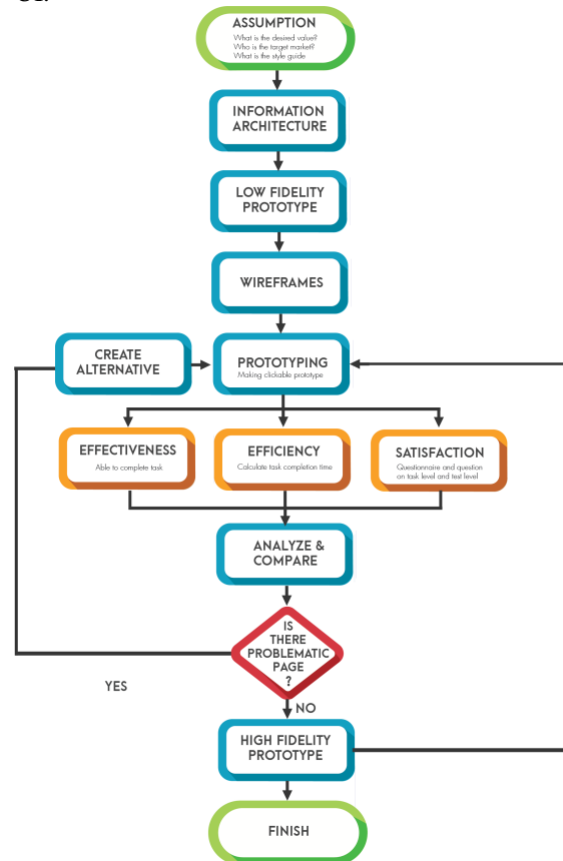 ASSUMPTION
What is the desired value?
Who is the target market?
What is the style guide
INFORMATION
ARCHITECTURE
LOW FIDELITY
PROTOTYPE
WIREFRAMES
CREATE
ALTERNATIVE
PROTOTYPING
Making clickable prototype
EFFECTIVENESS
Able to complete task
EFFICIENCY
Calculate task completion time
SATISFACTION
Questionnaire and question
on task level and test level
ANALYZE &
COMPARE
IS
THERE
PROBLEMATIC
PAGE
?
YES
NO
HIGH FIDELITY
PROTOTYPE
FINISH